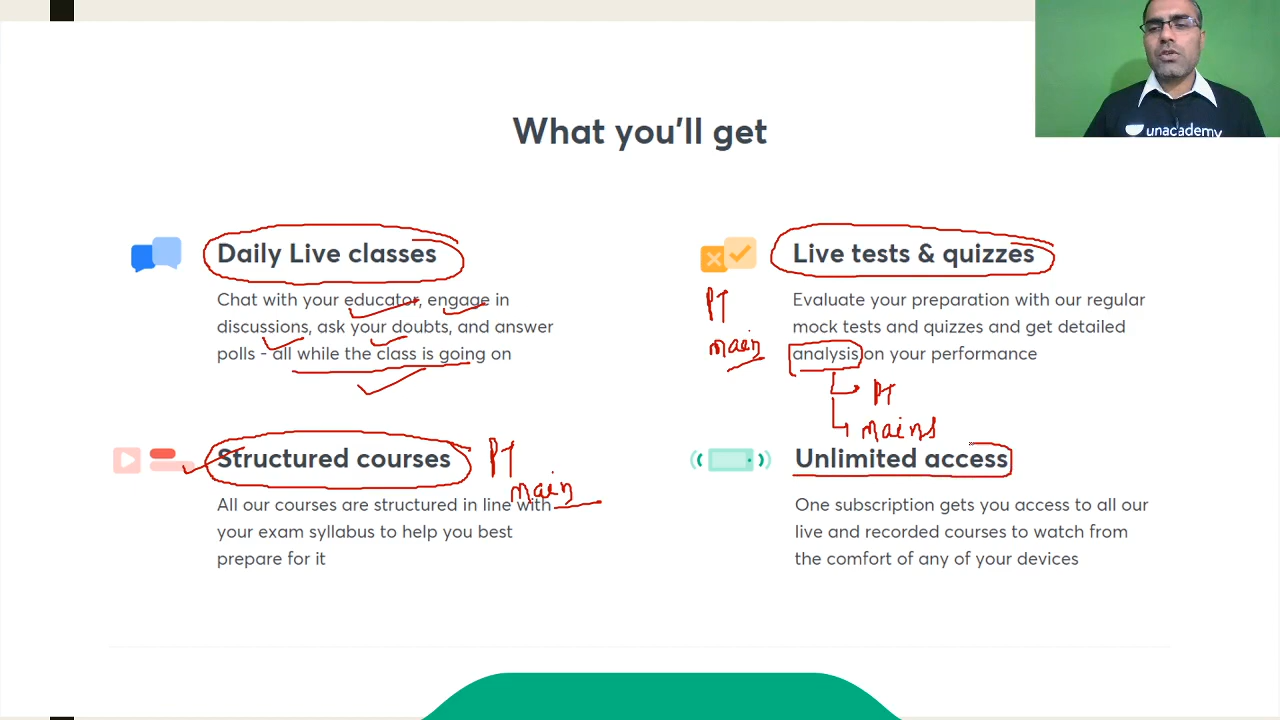 unacademy
What you'll get
Daily Live classes
Chat with your educator, engage in
discussions, ask your doubts, and answer
polls - all while the class is going on
Live tests & quizzes
PT
main
Evaluate your preparation with our regular
mock tests and quizzes and get detailed
analysis on your performance
PT
mains
Structured courses
PT
main
All our courses are structured in line with
your exam syllabus to help you best
prepare for it
Unlimited access
One subscription gets you access to all our
live and recorded courses to watch from
the comfort of any of your devices